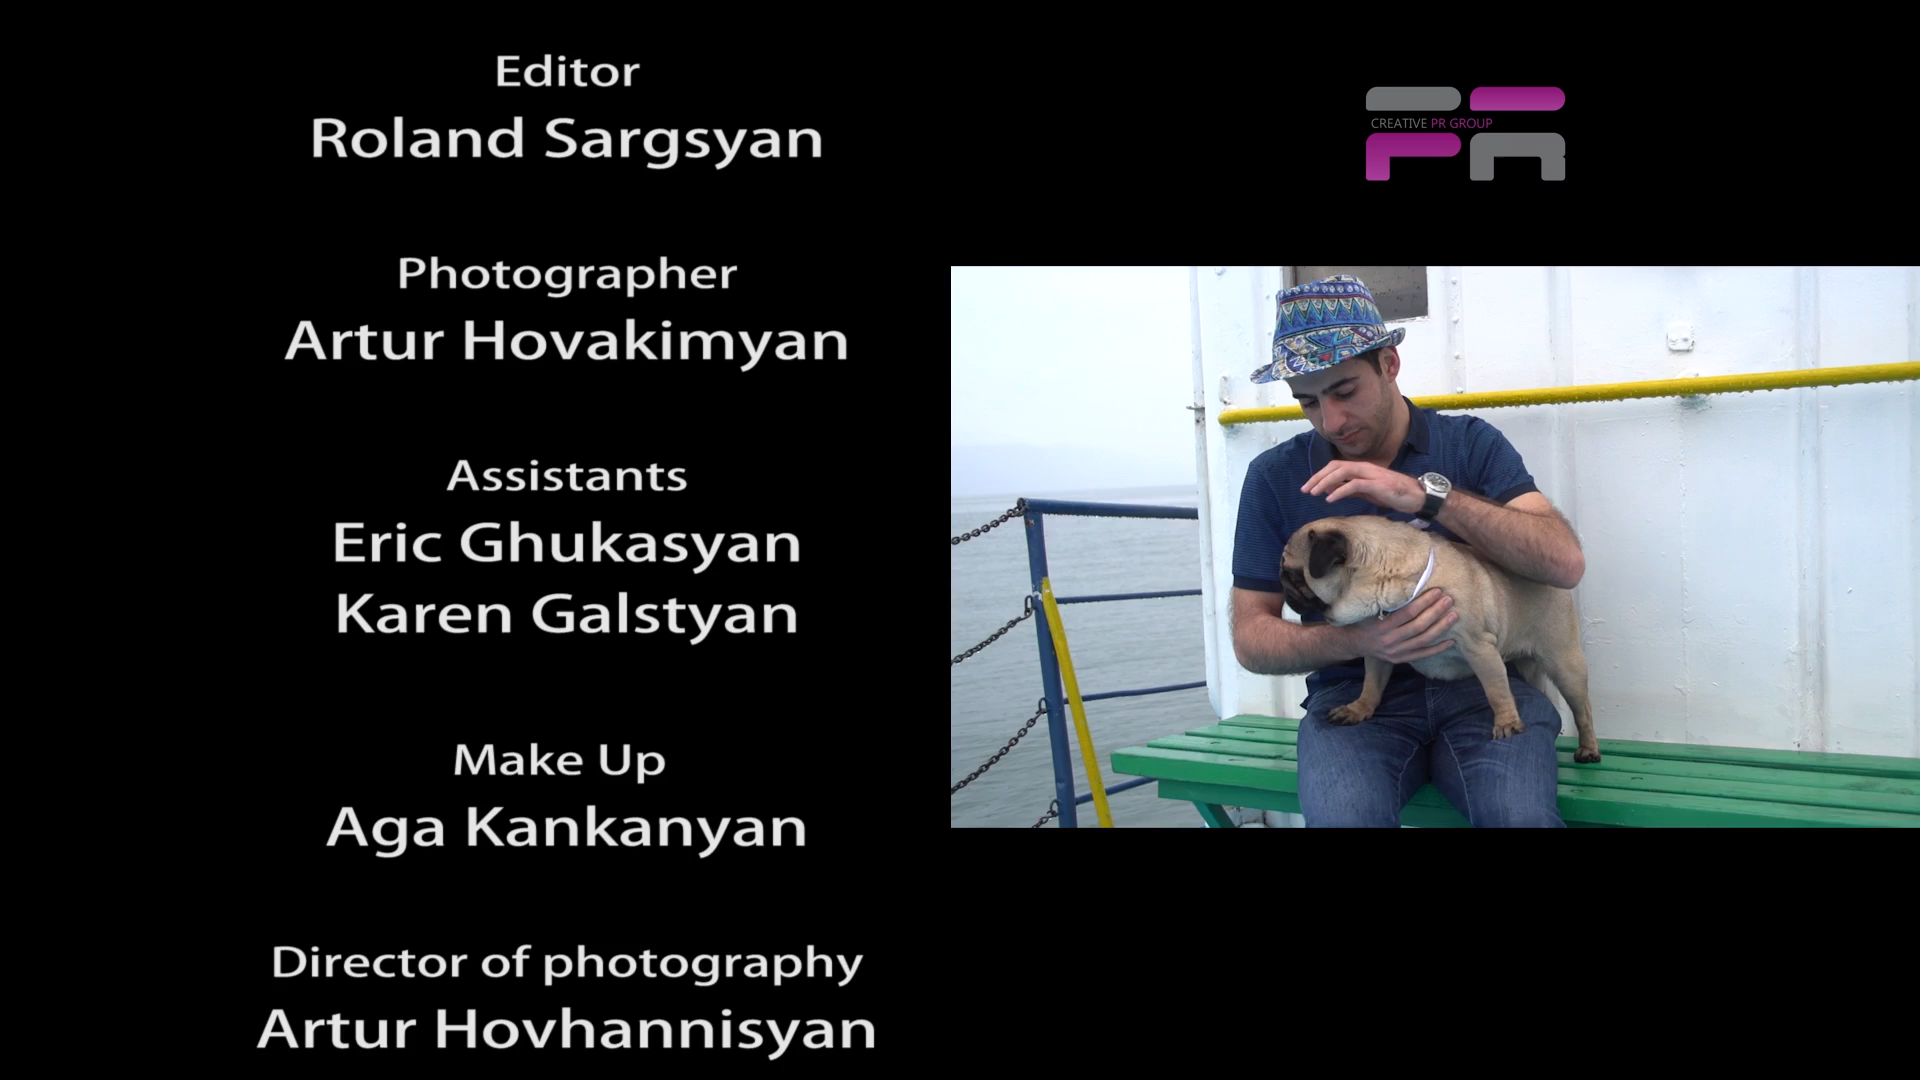 Editor
Roland Sargsyan
Photographer
Artur Hovakimyan
Assistants
Eric Ghukasyan
Karen Galstyan
Make Up
Aga Kankanyan
Director of photography
Artur Hovhannisyan
CREATIVE PR GROUP